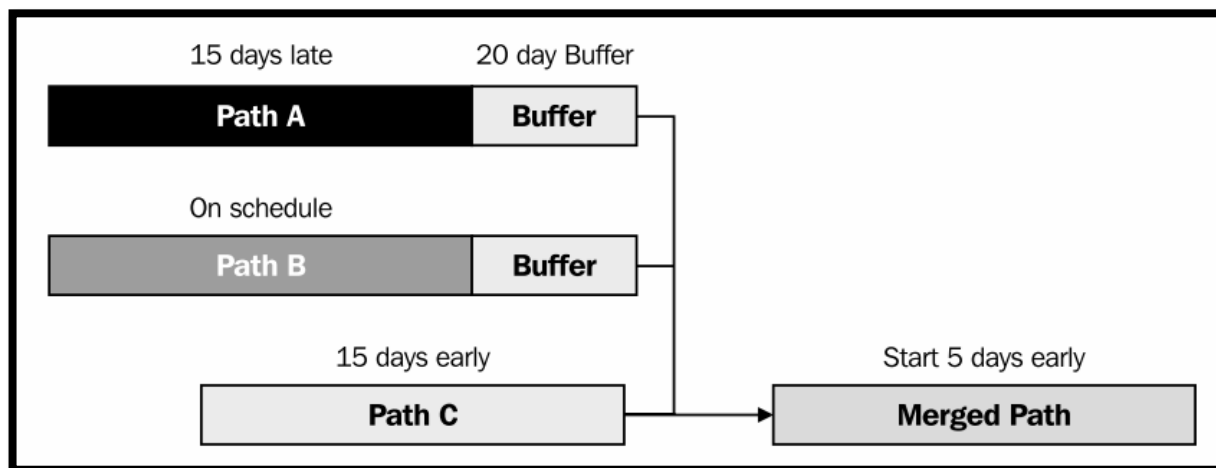 15 days late 20 day Buffer
Path A Buffer
On schedule
Path B Buffer
15 days early Start 5 days early
Path C Merged Path